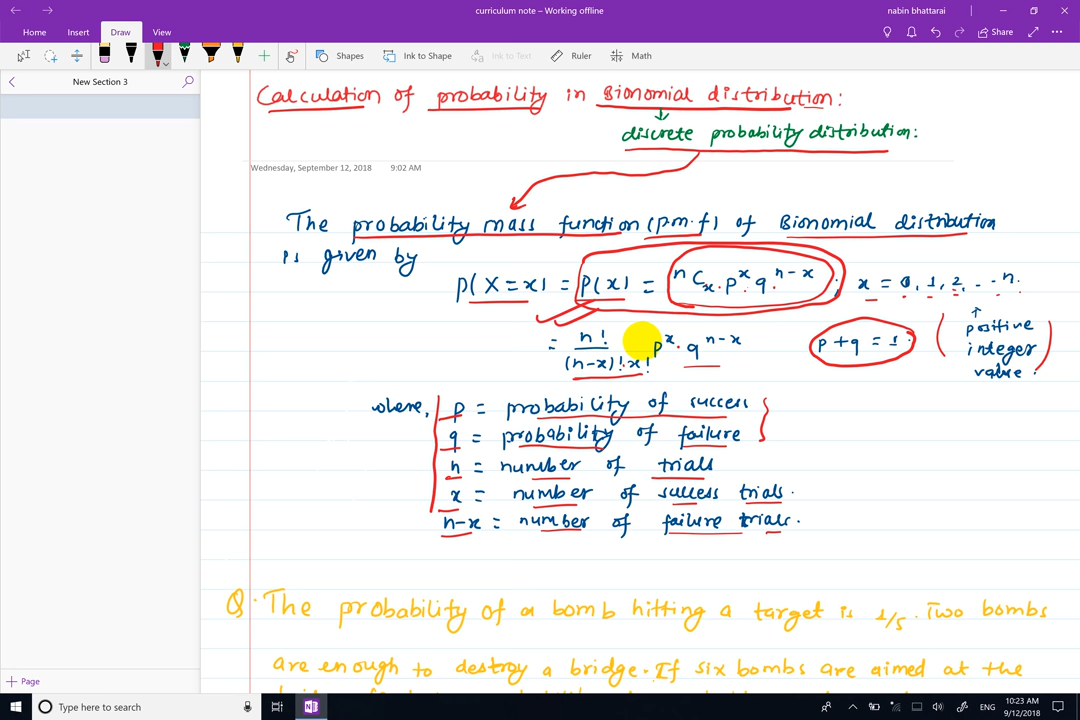 curriculum note – Working offline
nabin bhattarai
Home Insert Draw View
Share
Shapes Ink to Shape Ink to Text Ruler Math
New Section 3
Calculation of probability in Bionomial distribution:
discrete probability distribution:
Wednesday, September 12, 2018 9:02 AM
The probability mass function (p.m.f) of Bionomial distribution
is given by
p(X=x) = p(x) = ⁿCₓ.pˣq.ⁿ⁻ˣ ; x = 0, 1, 2, .. .n.
= n! / (n-x)!.x! pˣ.qⁿ⁻ˣ
p+q = 1.
( positive
integer
value. )
where, p = probability of success
q = probability of failure
n = number of trials
x = number of success trials.
n-x = number of failure trials.
Q. The probability of a bomb hitting a target is 1/5. Two bombs
are enough to destroy a bridge. If six bombs are aimed at the
+ Page
Type here to search
ENG
10:23 AM
9/12/2018